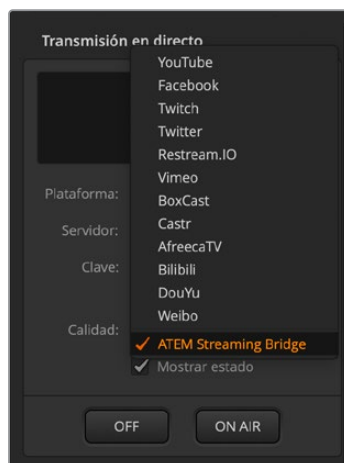 Transmisión en directo
YouTube
Facebook
Twitch
Twitter
Restream.IO
Vimeo
Plataforma:
BoxCast
Castr
Servidor:
AfreecaTV
Clave:
Bilibili
DouYu
Weibo
Calidad:
ATEM Streaming Bridge
Mostrar estado
OFF
ON AIR